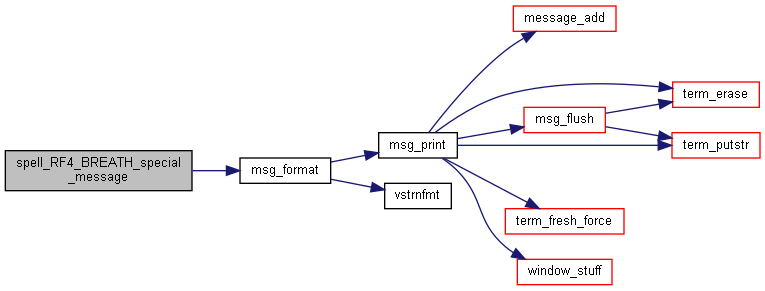 spell_RF4_BREATH_special
_message
msg_format
msg_print
vstrnfmt
message_add
msg_flush
term_erase
term_putstr
term_fresh_force
window_stuff